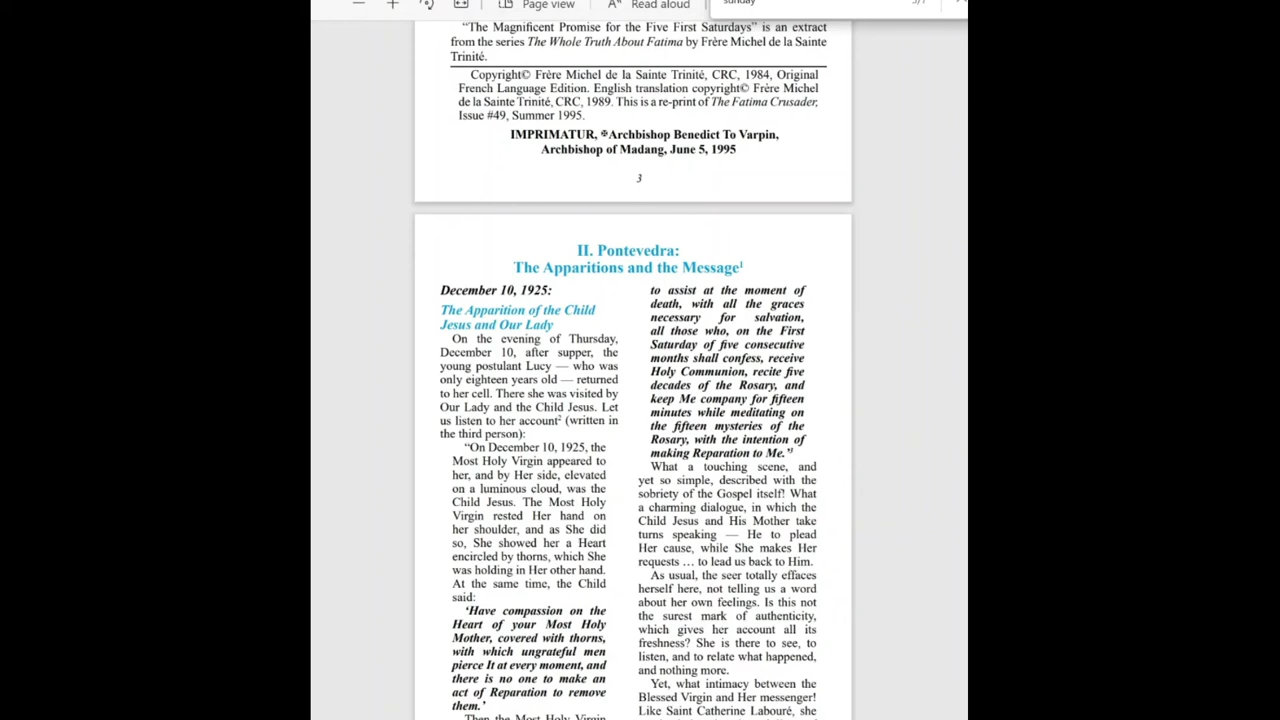 Page view
Read aloud
sunday
"The Magnificent Promise for the Five First Saturdays" is an extract
from the series The Whole Truth About Fatima by Frère Michel de la Sainte
Trinité.
Copyright© Frère Michel de la Sainte Trinité, CRC, 1984, Original
French Language Edition. English translation copyright© Frère Michel
de la Sainte Trinité, CRC, 1989. This is a re-print of The Fatima Crusader,
Issue #49, Summer 1995.
IMPRIMATUR, ✠Archbishop Benedict To Varpin,
Archbishop of Madang, June 5, 1995
3
II. Pontevedra:
The Apparitions and the Message1
December 10, 1925:
The Apparition of the Child
Jesus and Our Lady
On the evening of Thursday,
December 10, after supper, the
young postulant Lucy — who was
only eighteen years old — returned
to her cell. There she was visited by
Our Lady and the Child Jesus. Let
us listen to her account2 (written in
the third person):
"On December 10, 1925, the
Most Holy Virgin appeared to
her, and by Her side, elevated
on a luminous cloud, was the
Child Jesus. The Most Holy
Virgin rested Her hand on
her shoulder, and as She did
so, She showed her a Heart
encircled by thorns, which She
was holding in Her other hand.
At the same time, the Child
said:
'Have compassion on the
Heart of your Most Holy
Mother, covered with thorns,
with which ungrateful men
pierce It at every moment, and
there is no one to make an
act of Reparation to remove
them.'
Then the Most Holy Virgin
to assist at the moment of
death, with all the graces
necessary for salvation,
all those who, on the First
Saturday of five consecutive
months shall confess, receive
Holy Communion, recite five
decades of the Rosary, and
keep Me company for fifteen
minutes while meditating on
the fifteen mysteries of the
Rosary, with the intention of
making Reparation to Me.'"3
What a touching scene, and
yet so simple, described with the
sobriety of the Gospel itself! What
a charming dialogue, in which the
Child Jesus and His Mother take
turns speaking — He to plead
Her cause, while She makes Her
requests … to lead us back to Him.
As usual, the seer totally effaces
herself here, not telling us a word
about her own feelings. Is this not
the surest mark of authenticity,
which gives her account all its
freshness? She is there to see, to
listen, and to relate what happened,
and nothing more.
Yet, what intimacy between the
Blessed Virgin and Her messenger!
Like Saint Catherine Labouré, she